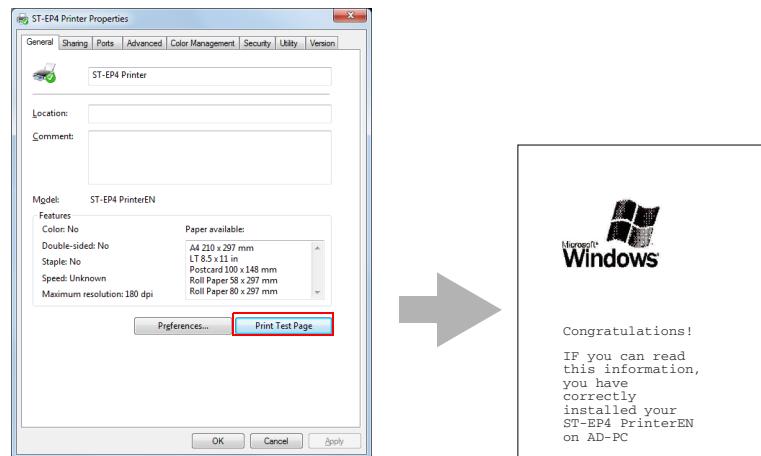 ST-EP4 Printer Properties
General Sharing Ports Advanced Color Management Security Utility Version
ST-EP4 Printer
Location:
Comment:
Model: ST-EP4 PrinterEN
Features
Color: No
Double-sided: No
Staple: No
Speed: Unknown
Maximum resolution: 180 dpi
Paper available:
A4 210 x 297 mm
LT 8.5 x 11 in
Postcard 100 x 148 mm
Roll Paper 58 x 297 mm
Roll Paper 80 x 297 mm
Preferences... Print Test Page
OK Cancel Apply
Microsoft
Windows
Congratulations!
IF you can read
this information,
you have
correctly
installed your
ST-EP4 PrinterEN
on AD-PC